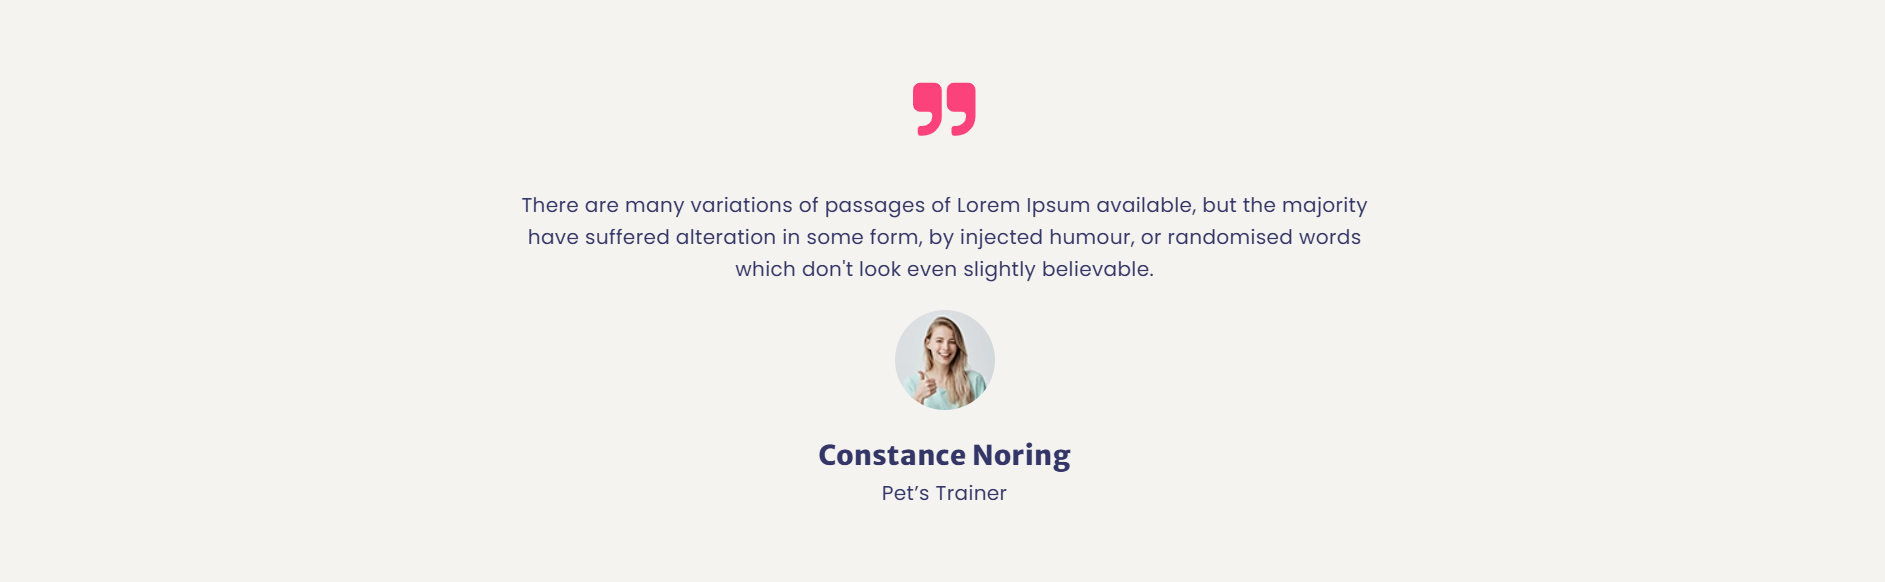 There are many variations of passages of Lorem Ipsum available, but the majority
have suffered alteration in some form, by injected humour, or randomised words
which don't look even slightly believable.
Constance Noring
Pet’s Trainer